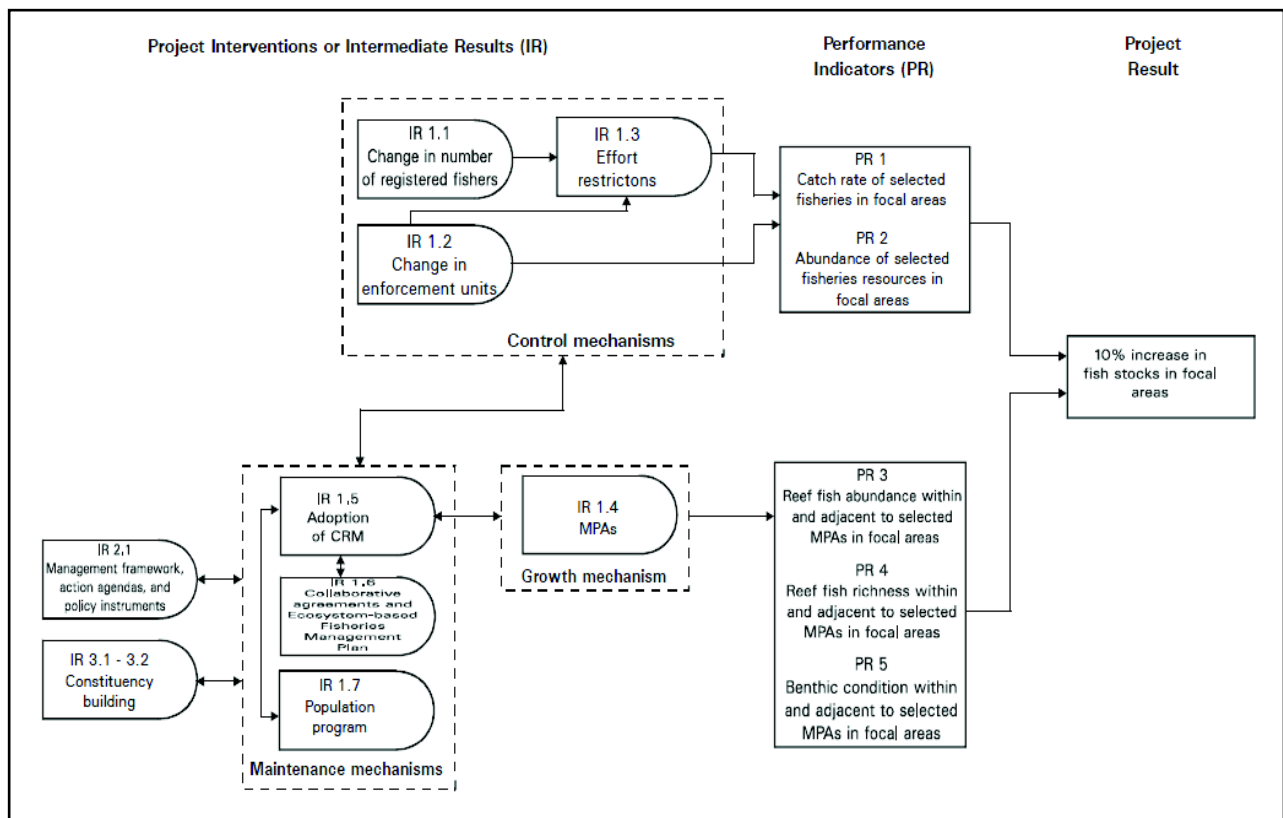 Project Interventions or Intermediate Results (IR)
Performance
Indicators (PR)
Project
Result
IR 1.1
Change in number
of registered fishers
IR 1.3
Effort
restrictons
IR 1.2
Change in
enforcement units
Control mechanisms
PR 1
Catch rate of selected
fisheries in focal areas
PR 2
Abundance of selected
fisheries resources in
focal areas
10% increase in
fish stocks in focal
areas
IR 2.1
Management framework,
action agendas, and
policy instruments
IR 3.1 - 3.2
Constituency
building
IR 1.5
Adoption
of CRM
IR 1.6
Collaborative
agreements and
Ecosystem-based
Fisheries
Management
Plan
IR 1.7
Population
program
Maintenance mechanisms
IR 1.4
MPAs
Growth mechanism
PR 3
Reef fish abundance within
and adjacent to selected
MPAs in focal areas
PR 4
Reef fish richness within
and adjacent to selected
MPAs in focal areas
PR 5
Benthic condition within
and adjacent to selected
MPAs in focal areas